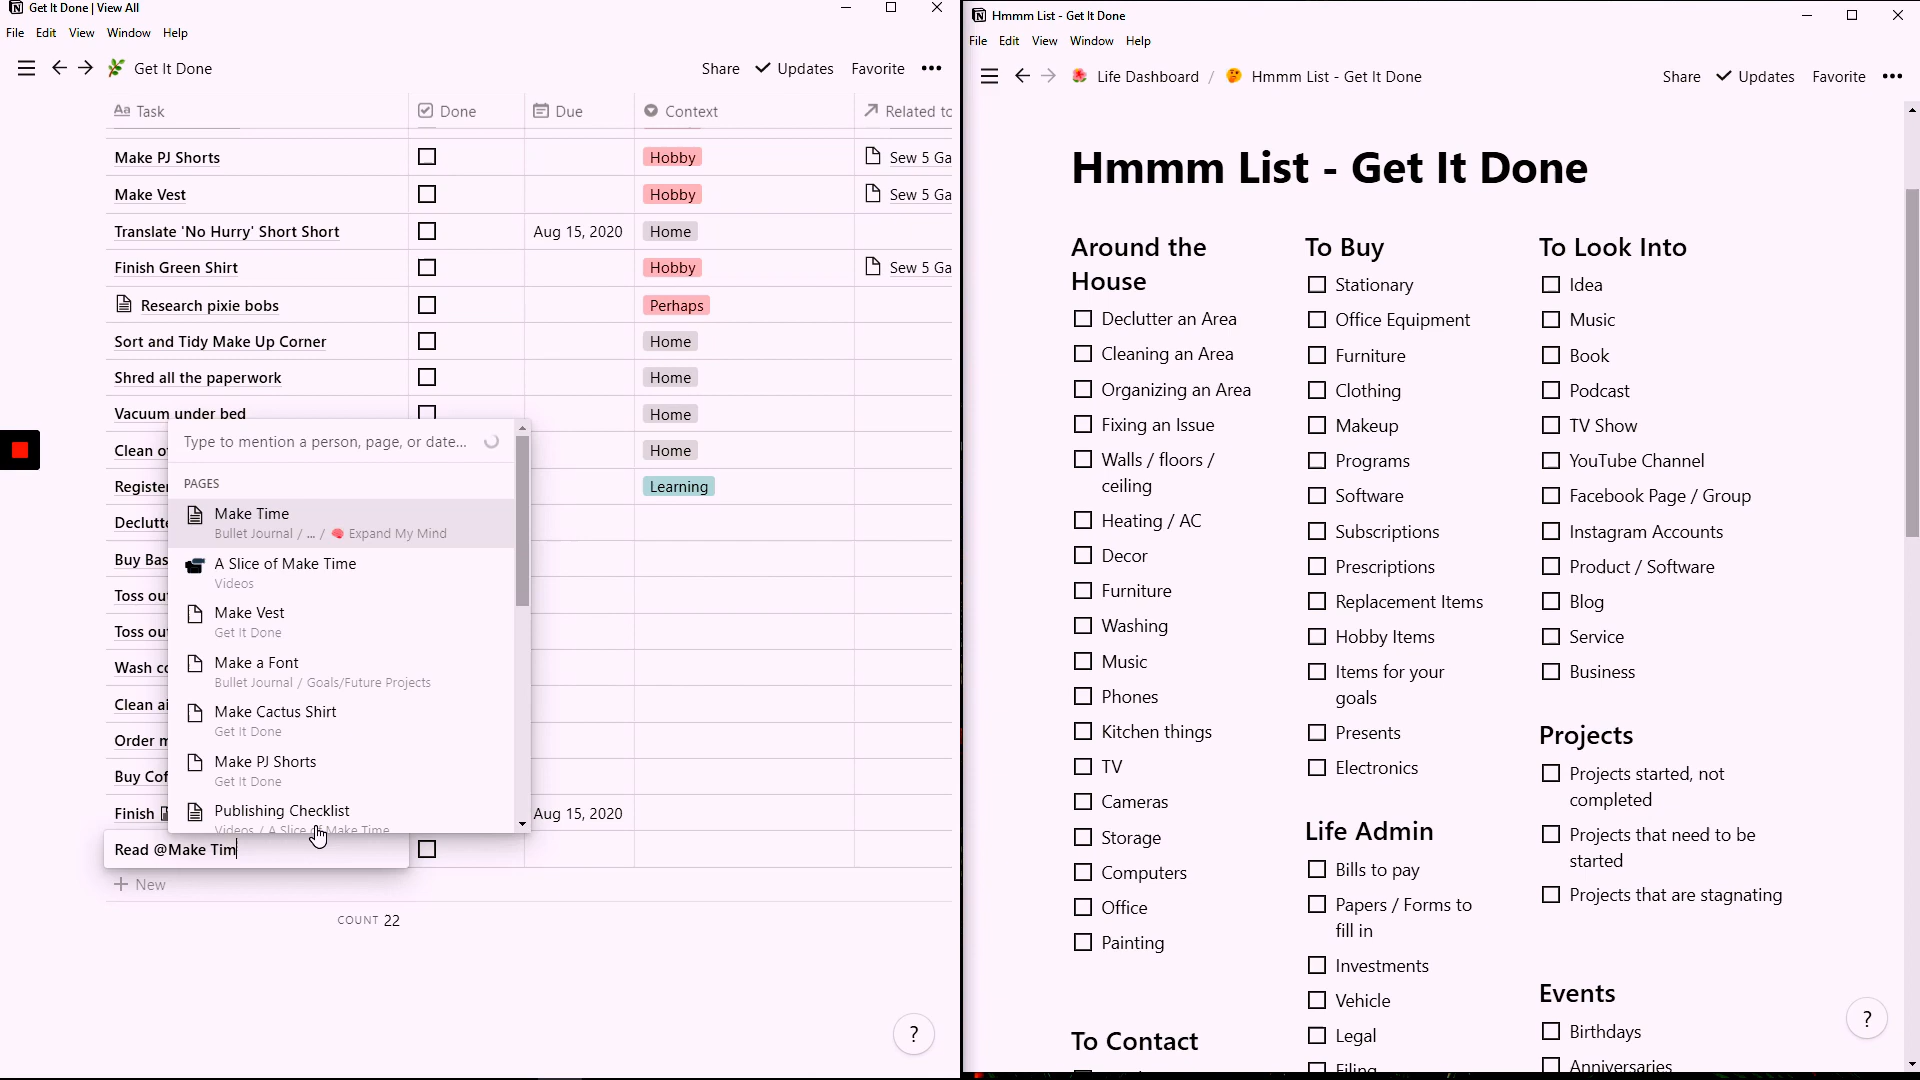 Get It Done | View All
File Edit View Window Help
Get It Done
Share Updates Favorite
Aa Task Done Due Context Related to
Make PJ Shorts Hobby Sew 5 Ga
Make Vest Hobby Sew 5 Ga
Translate 'No Hurry' Short Short Aug 15, 2020 Home
Finish Green Shirt Hobby Sew 5 Ga
Research pixie bobs Perhaps
Sort and Tidy Make Up Corner Home
Shred all the paperwork Home
Vacuum under bed Home
Clean o Home
Register Learning
Declutte
Buy Bas
Toss ou
Toss ou
Wash co
Clean ai
Order m
Buy Cof
Finish Aug 15, 2020
Type to mention a person, page, or date...
PAGES
Make Time
Bullet Journal / ... / Expand My Mind
A Slice of Make Time
Videos
Make Vest
Get It Done
Make a Font
Bullet Journal / Goals/Future Projects
Make Cactus Shirt
Get It Done
Make PJ Shorts
Get It Done
Publishing Checklist
Videos / A Slice of Make Time
Read @Make Tim
+ New
COUNT 22
?
Hmmm List - Get It Done
File Edit View Window Help
Life Dashboard / Hmmm List - Get It Done
Share Updates Favorite
Hmmm List - Get It Done
Around the
House
Declutter an Area
Cleaning an Area
Organizing an Area
Fixing an Issue
Walls / floors /
ceiling
Heating / AC
Decor
Furniture
Washing
Music
Phones
Kitchen things
TV
Cameras
Storage
Computers
Office
Painting
To Contact
To Buy
Stationary
Office Equipment
Furniture
Clothing
Makeup
Programs
Software
Subscriptions
Prescriptions
Replacement Items
Hobby Items
Items for your
goals
Presents
Electronics
Life Admin
Bills to pay
Papers / Forms to
fill in
Investments
Vehicle
Legal
Filing
To Look Into
Idea
Music
Book
Podcast
TV Show
YouTube Channel
Facebook Page / Group
Instagram Accounts
Product / Software
Blog
Service
Business
Projects
Projects started, not
completed
Projects that need to be
started
Projects that are stagnating
Events
Birthdays
Anniversaries
?